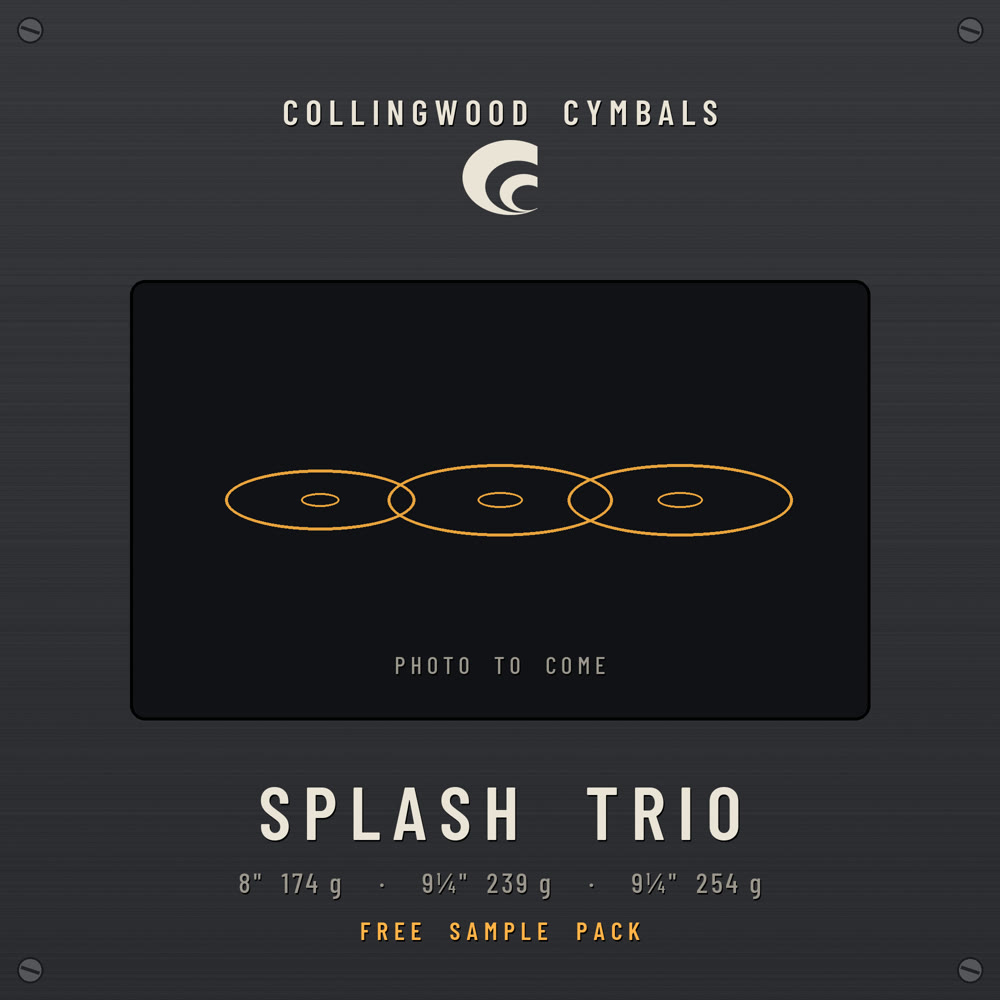 COLLINGWOOD CYMBALS
PHOTO TO COME
SPLASH TRIO
8" 174 g · 9¼" 239 g · 9¼" 254 g
FREE SAMPLE PACK